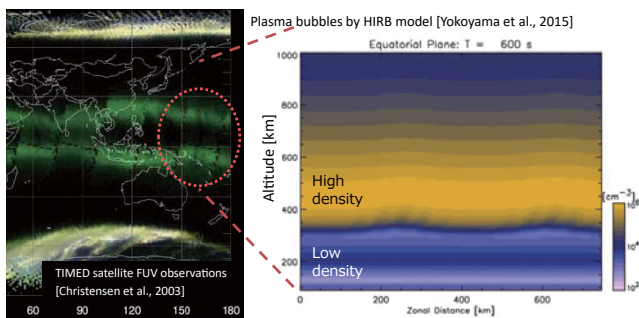 Plasma bubbles by HIRB model [Yokoyama et al., 2015]
Equatorial Plane: T = 600 s
TIMED satellite FUV observations
[Christensen et al., 2003]
60 90 120 150 180
Altitude [km]
1000
800
600
400
200
High
density
Low
density
0 200 400 600
Zonal Distance [km]
[cm⁻³]
10⁶
10⁴
10²